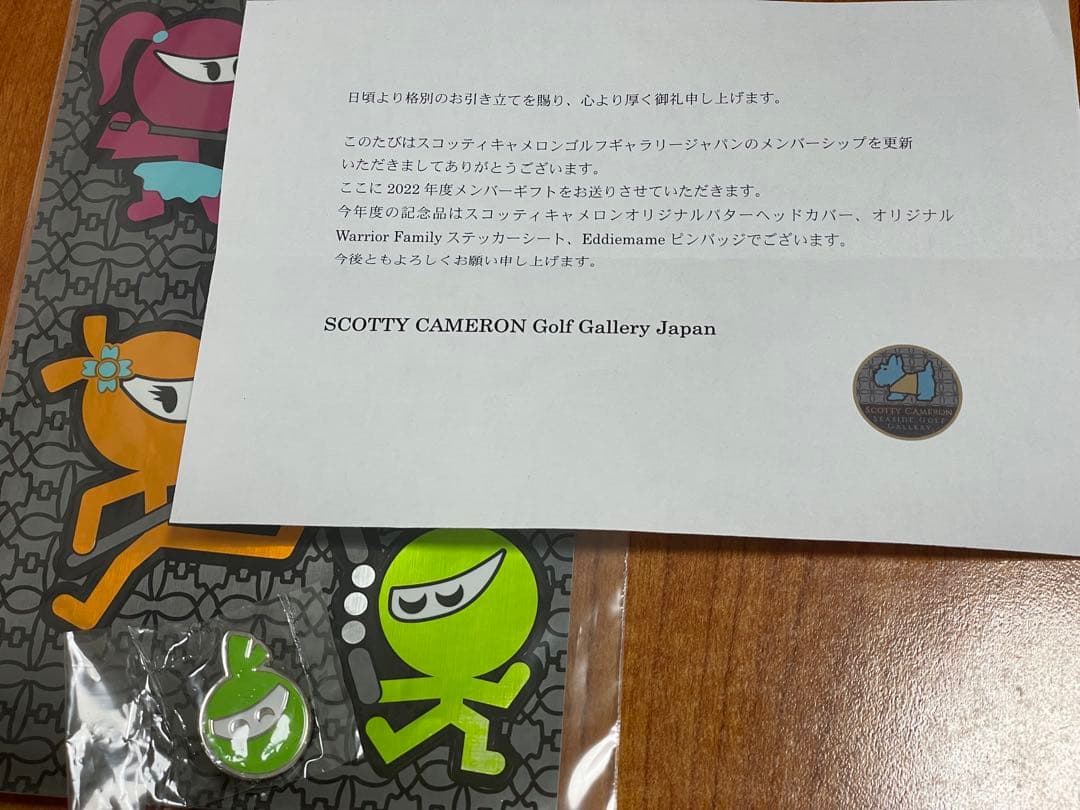 日頃より格別のお引き立てを賜り、心より厚く御礼申し上げます。
このたびはスコッティキャメロンゴルフギャラリージャパンのメンバーシップを更新
いただきましてありがとうございます。
ここに 2022 年度メンバーギフトをお送りさせていただきます。
今年度の記念品はスコッティキャメロンオリジナルパターヘッドカバー、オリジナル
Warrior Family ステッカーシート、Eddiemame ピンバッジでございます。
今後ともよろしくお願い申し上げます。
SCOTTY CAMERON Golf Gallery Japan
SCOTTY CAMERON
SEASIDE GOLF
GALLERY